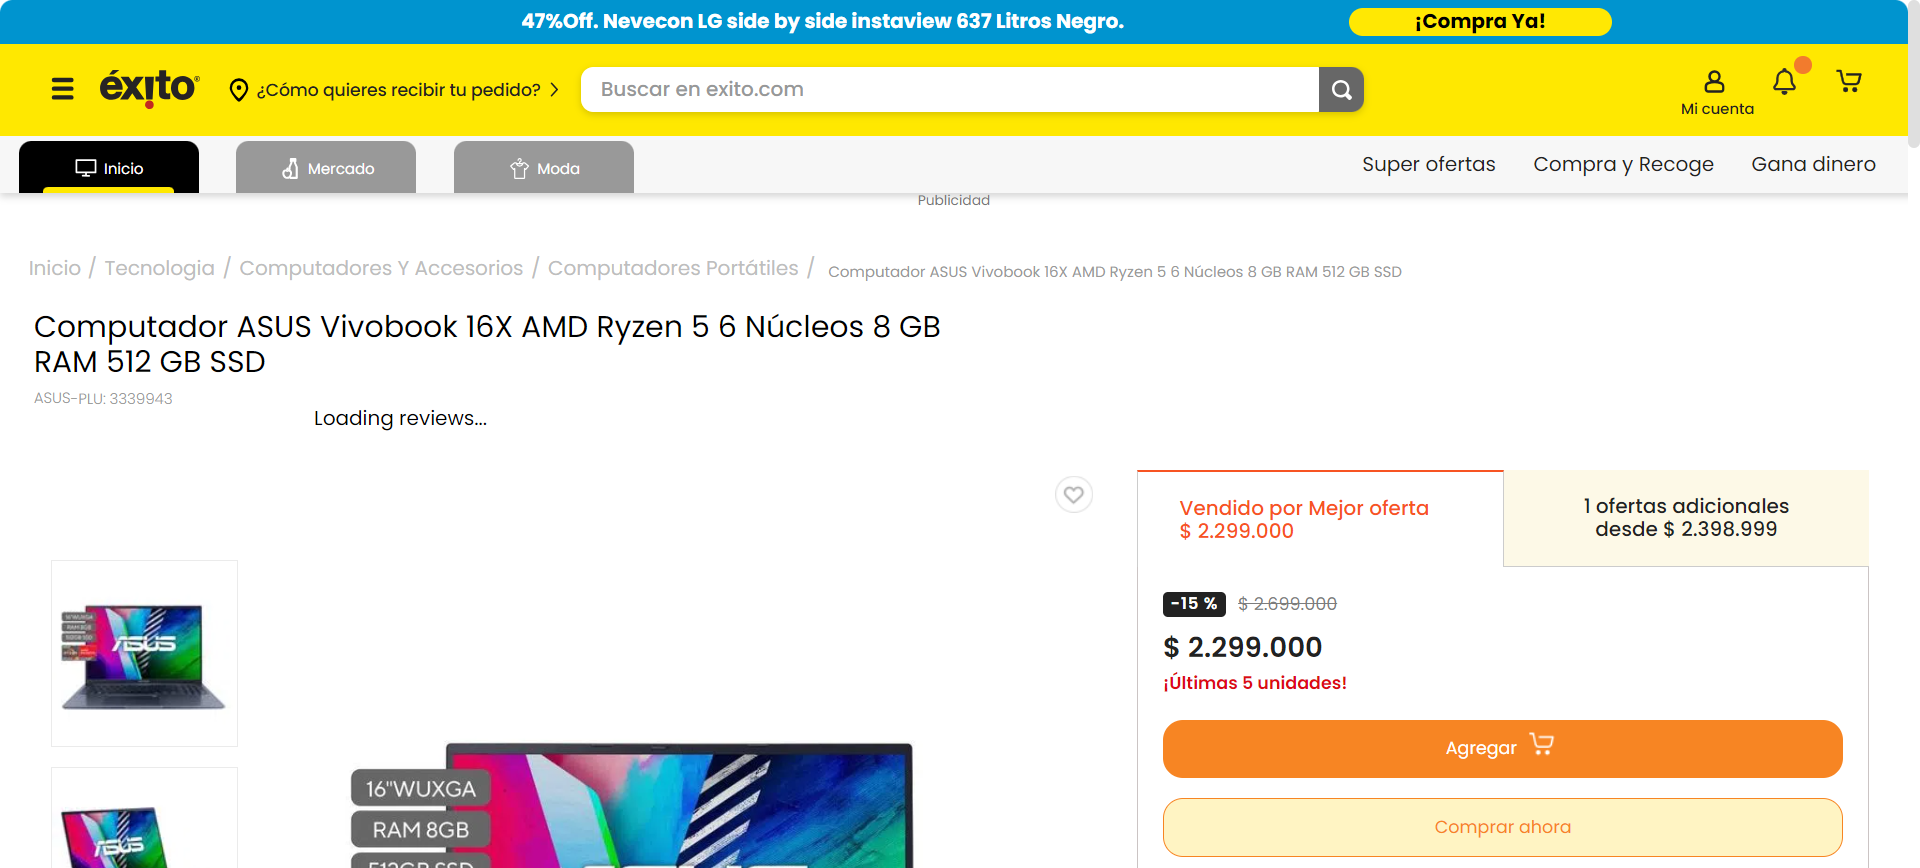 47%Off. Nevecon LG side by side instaview 637 Litros Negro.
¡Compra Ya!
éxito
¿Cómo quieres recibir tu pedido?
Buscar en exito.com
Mi cuenta
Inicio
Mercado
Moda
Super ofertas
Compra y Recoge
Gana dinero
Publicidad
Inicio / Tecnologia / Computadores Y Accesorios / Computadores Portátiles / Computador ASUS Vivobook 16X AMD Ryzen 5 6 Núcleos 8 GB RAM 512 GB SSD
Computador ASUS Vivobook 16X AMD Ryzen 5 6 Núcleos 8 GB
RAM 512 GB SSD
ASUS-PLU: 3339943
Loading reviews...
Vendido por Mejor oferta
$ 2.299.000
1 ofertas adicionales
desde $ 2.398.999
-15 % $ 2.699.000
$ 2.299.000
¡Últimas 5 unidades!
Agregar
Comprar ahora
ASUS
ASUS
16"WUXGA
RAM 8GB
512GB SSD